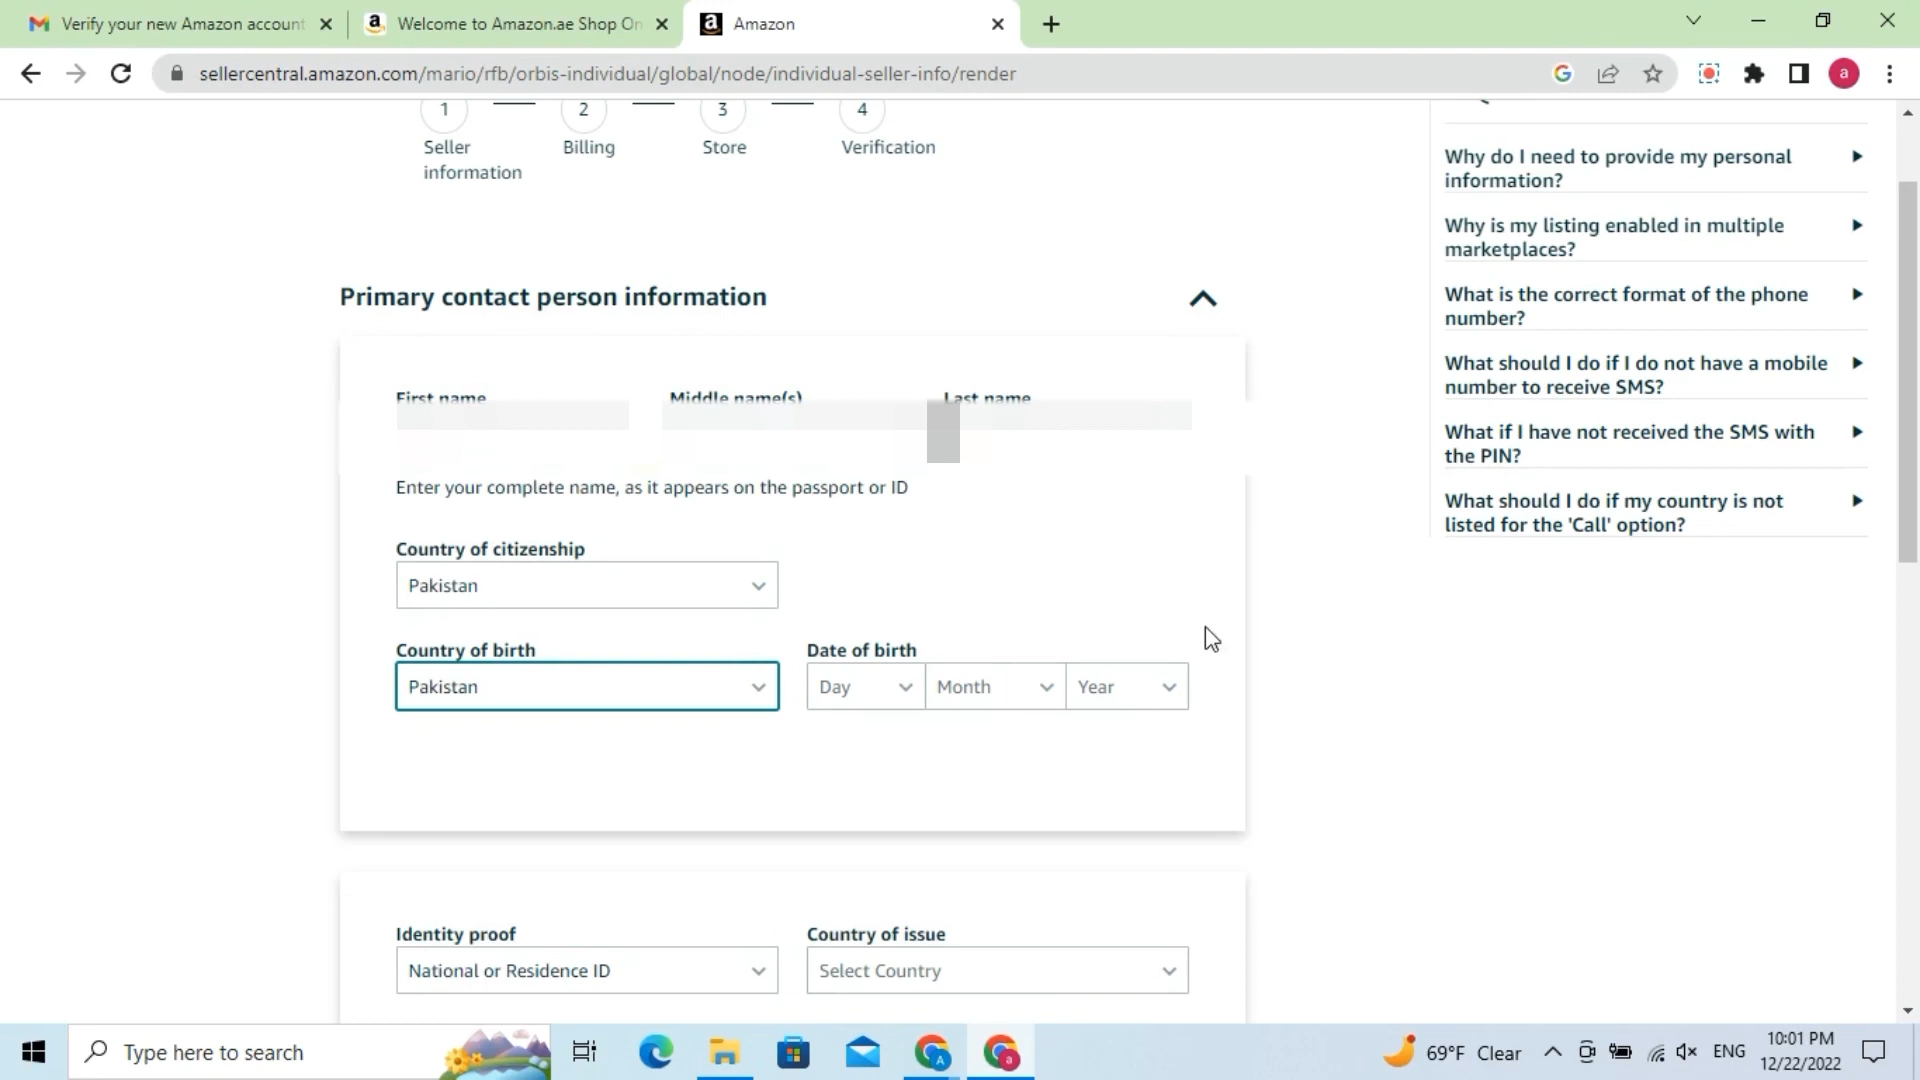 Verify your new Amazon account
Welcome to Amazon.ae Shop On
Amazon
sellercentral.amazon.com/mario/rfb/orbis-individual/global/node/individual-seller-info/render
a
1
2
3
4
Seller
information
Billing
Store
Verification
Primary contact person information
First name
Middle name(s)
Last name
Enter your complete name, as it appears on the passport or ID
Country of citizenship
Pakistan
Country of birth
Date of birth
Pakistan
Day
Month
Year
Identity proof
Country of issue
National or Residence ID
Select Country
Why do I need to provide my personal
information?
Why is my listing enabled in multiple
marketplaces?
What is the correct format of the phone
number?
What should I do if I do not have a mobile
number to receive SMS?
What if I have not received the SMS with
the PIN?
What should I do if my country is not
listed for the 'Call' option?
Type here to search
A
a
69°F Clear
ENG
10:01 PM
12/22/2022